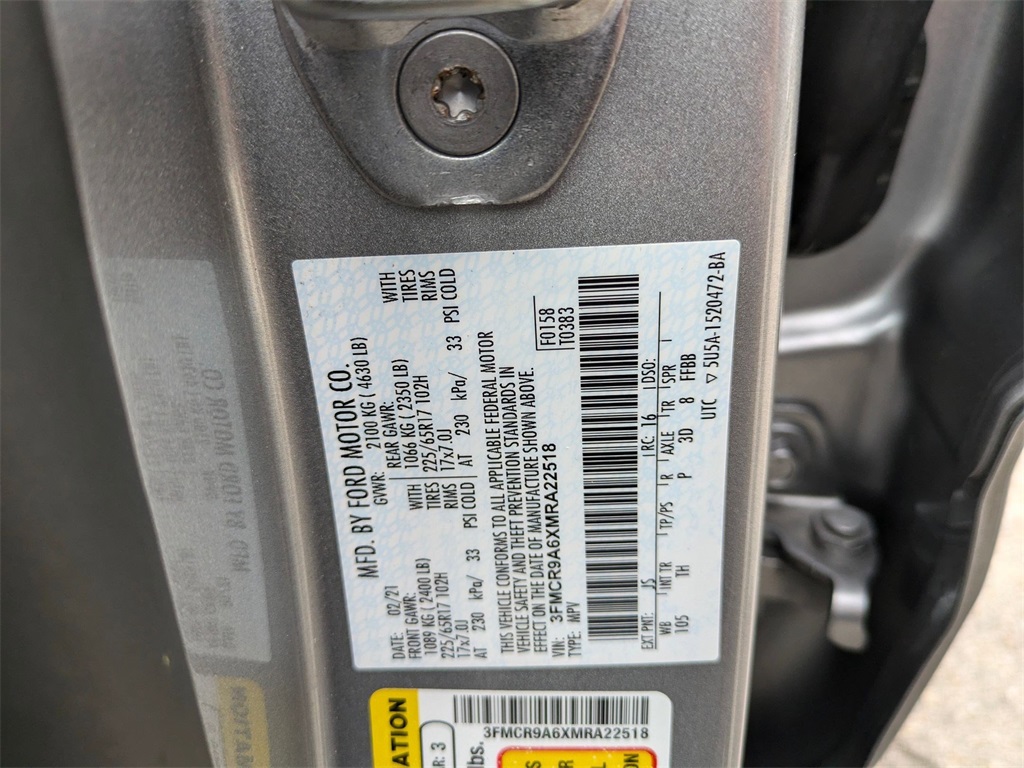 MFD. BY FORD MOTOR CO.
DATE: 02/21 GVWR: 2100 KG ( 4630 LB)
FRONT GAWR: REAR GAWR:
1089 KG ( 2400 LB) WITH 1066 KG ( 2350 LB) WITH
225/65R17 102H TIRES 225/65R17 102H TIRES
17x7.0J RIMS 17x7.0J RIMS
AT 230 kPa/ 33 PSI COLD AT 230 kPa/ 33 PSI COLD
THIS VEHICLE CONFORMS TO ALL APPLICABLE FEDERAL MOTOR
VEHICLE SAFETY AND THEFT PREVENTION STANDARDS IN
EFFECT ON THE DATE OF MANUFACTURE SHOWN ABOVE.
VIN: 3FMCR9A6XMRA22518
TYPE: MPV
F0158
T0383
EXT PNT: JS RC: 16 DSO:
WB INT TR TP/PS R AXLE TR SPR
105 TH P 3D 8 FFBB
UTC ▽ 5U5A-1520472-BA
3FMCR9A6XMRA22518